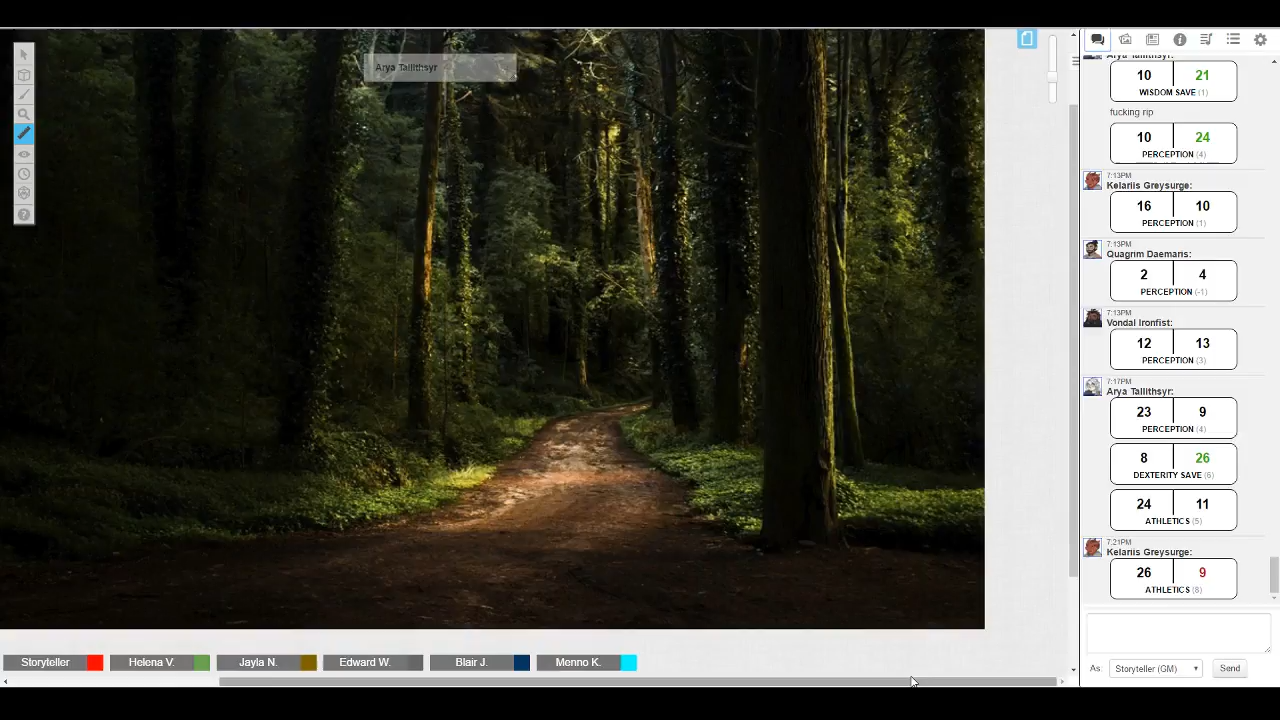 Arya Tallithsyr
Arya Tallithsyr:
10 21
WISDOM SAVE (1)
fucking rip
10 24
PERCEPTION (4)
7:13PM
Kelariis Greysurge:
16 10
PERCEPTION (1)
7:13PM
Quagrim Daemaris:
2 4
PERCEPTION (-1)
7:13PM
Vondal Ironfist:
12 13
PERCEPTION (3)
7:17PM
Arya Tallithsyr:
23 9
PERCEPTION (4)
8 26
DEXTERITY SAVE (6)
24 11
ATHLETICS (5)
7:21PM
Kelariis Greysurge:
26 9
ATHLETICS (8)
As: Storyteller (GM) Send
Storyteller Helena V. Jayla N. Edward W. Blair J. Menno K.